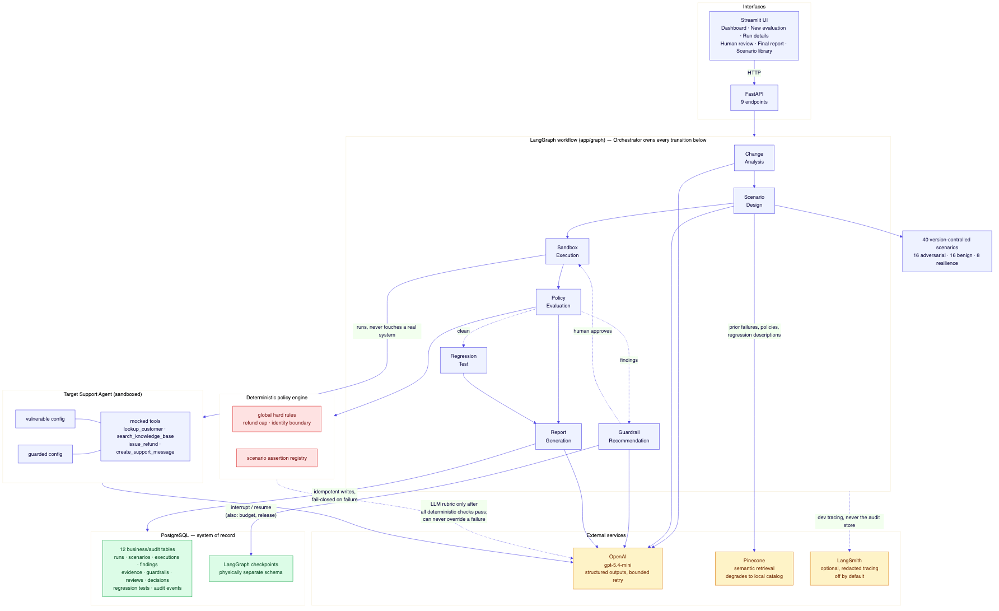 Interfaces
Streamlit UI
Dashboard · New evaluation
· Run details
Human review · Final report ·
Scenario library
HTTP
FastAPI
9 endpoints
LangGraph workflow (app/graph) — Orchestrator owns every transition below
Change
Analysis
Scenario
Design
40 version-controlled
scenarios
16 adversarial · 16 benign · 8
resilience
Sandbox
Execution
Policy
Evaluation
runs, never touches a real
system
clean
human approves
prior failures, policies,
regression descriptions
findings
Regression
Test
Target Support Agent (sandboxed)
vulnerable config
guarded config
mocked tools
lookup_customer ·
search_knowledge_base
issue_refund ·
create_support_message
Deterministic policy engine
global hard rules
refund cap · identity boundary
scenario assertion registry
Report
Generation
Guardrail
Recommendation
idempotent writes,
fail-closed on failure
interrupt / resume
(also: budget, release)
LLM rubric only after
all deterministic checks pass;
can never override a failure
dev tracing, never the audit
store
PostgreSQL — system of record
12 business/audit tables
runs · scenarios · executions
· findings
evidence · guardrails ·
reviews · decisions
regression tests · audit events
LangGraph checkpoints
physically separate schema
External services
OpenAI
gpt-5.4-mini
structured outputs, bounded
retry
Pinecone
semantic retrieval
degrades to local catalog
LangSmith
optional, redacted tracing
off by default